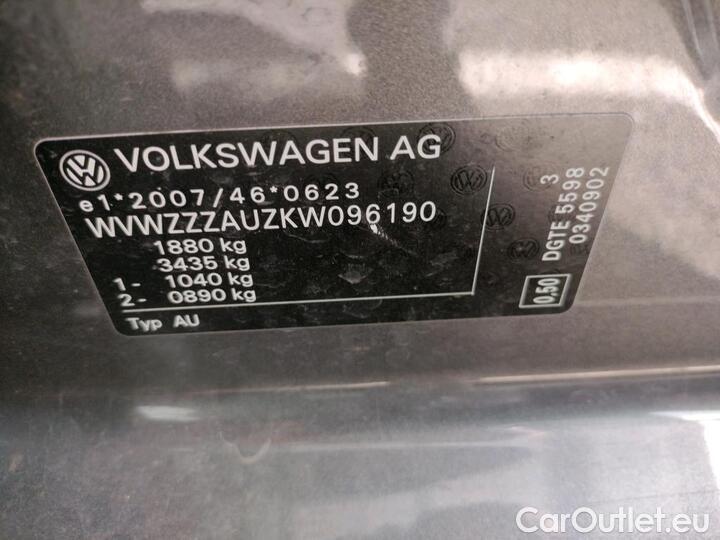 VOLKSWAGEN AG
e1*2007/46*0623
WVWZZZAUZKW096190
1880 kg
3435 kg
1- 1040 kg
2- 0890 kg
Typ AU
3
DGTE 5598
0340902
0,50
CarOutlet.eu